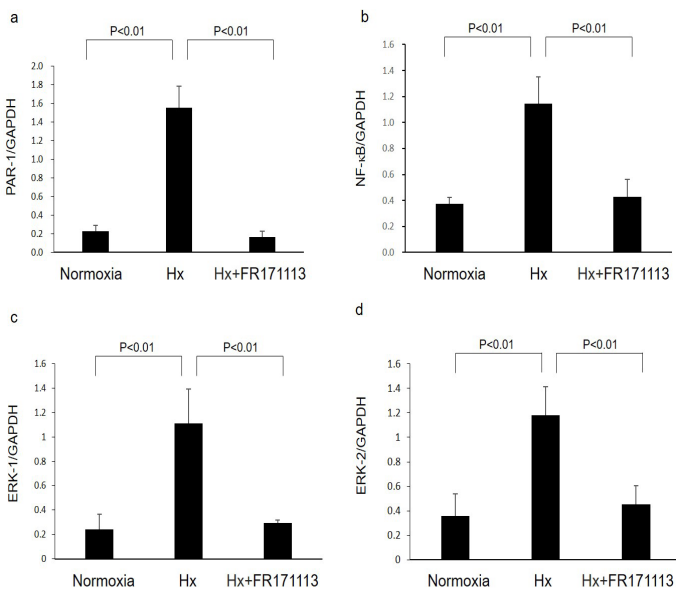 a
P<0.01 P<0.01
PAR-1/GAPDH
2.0
1.8
1.6
1.4
1.2
1.0
0.8
0.6
0.4
0.2
0.0
Normoxia Hx Hx+FR171113
b
P<0.01 P<0.01
NF-κB/GAPDH
1.6
1.4
1.2
1.0
0.8
0.6
0.4
0.2
0.0
Normoxia Hx Hx+FR171113
c
P<0.01 P<0.01
ERK-1/GAPDH
1.6
1.4
1.2
1
0.8
0.6
0.4
0.2
0
Normoxia Hx Hx+FR171113
d
P<0.01 P<0.01
ERK-2/GAPDH
1.6
1.4
1.2
1
0.8
0.6
0.4
0.2
0
Normoxia Hx Hx+FR171113